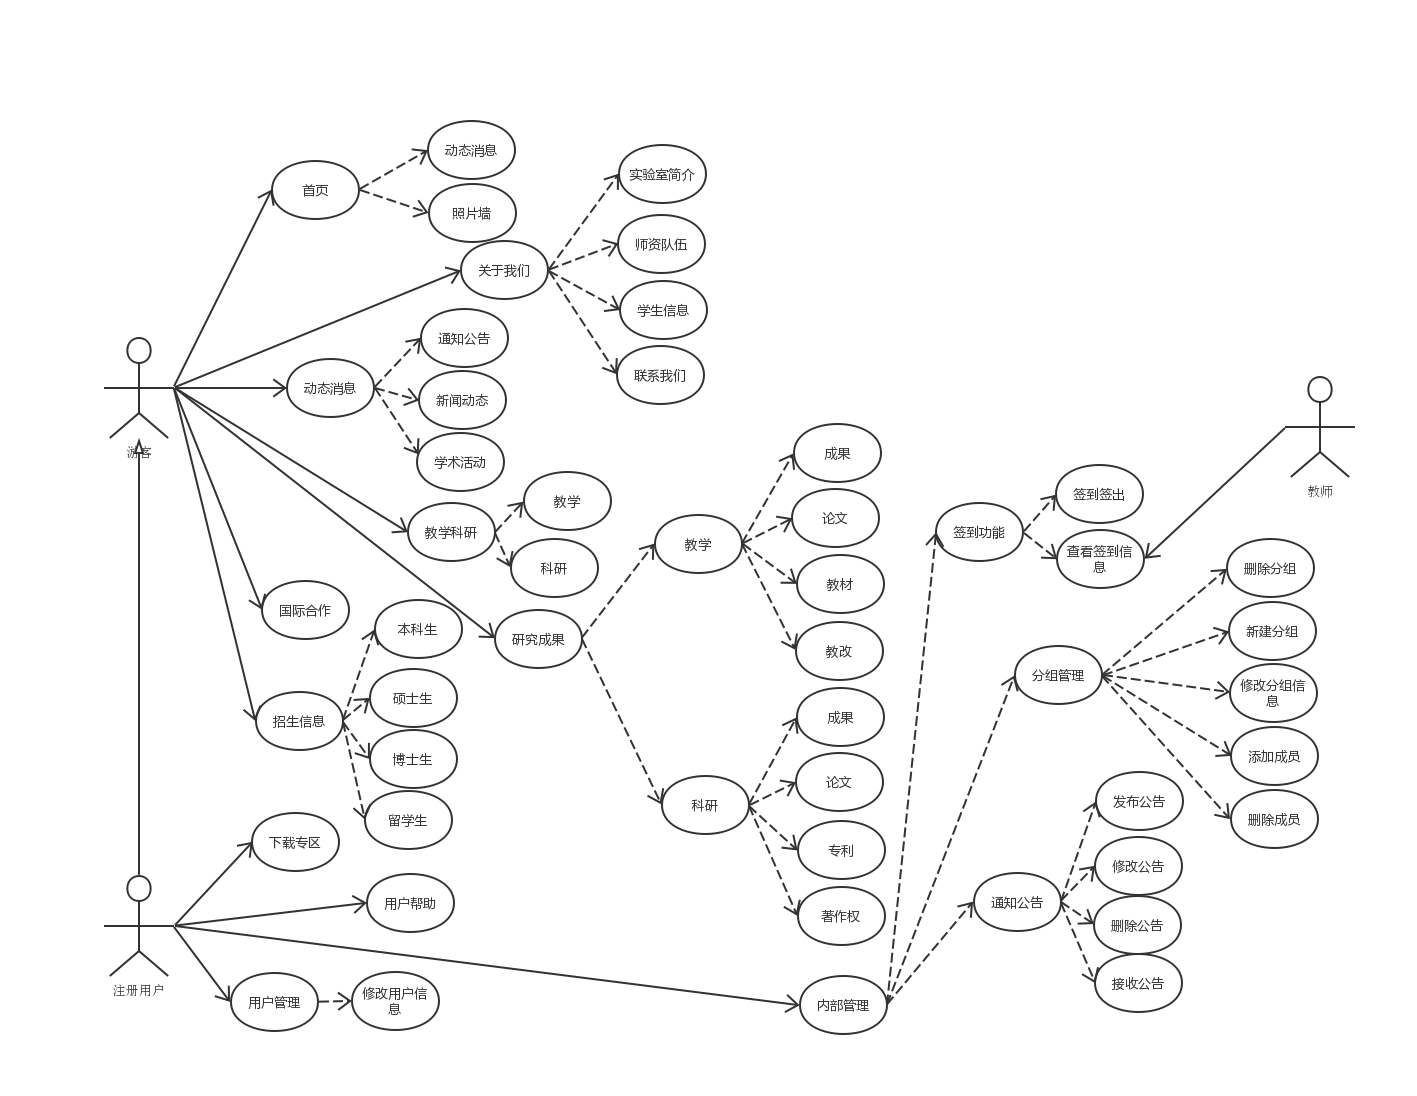 动态消息
首页
照片墙
实验室简介
师资队伍
关于我们
学生信息
联系我们
通知公告
动态消息
新闻动态
学术活动
游客
教学科研
教学
科研
国际合作
研究成果
招生信息
本科生
硕士生
博士生
留学生
教学
成果
论文
教材
教改
科研
成果
论文
专利
著作权
签到功能
签到签出
查看签到信
息
教师
分组管理
删除分组
新建分组
修改分组信
息
添加成员
删除成员
通知公告
发布公告
修改公告
删除公告
接收公告
下载专区
用户帮助
注册用户
用户管理
修改用户信
息
内部管理